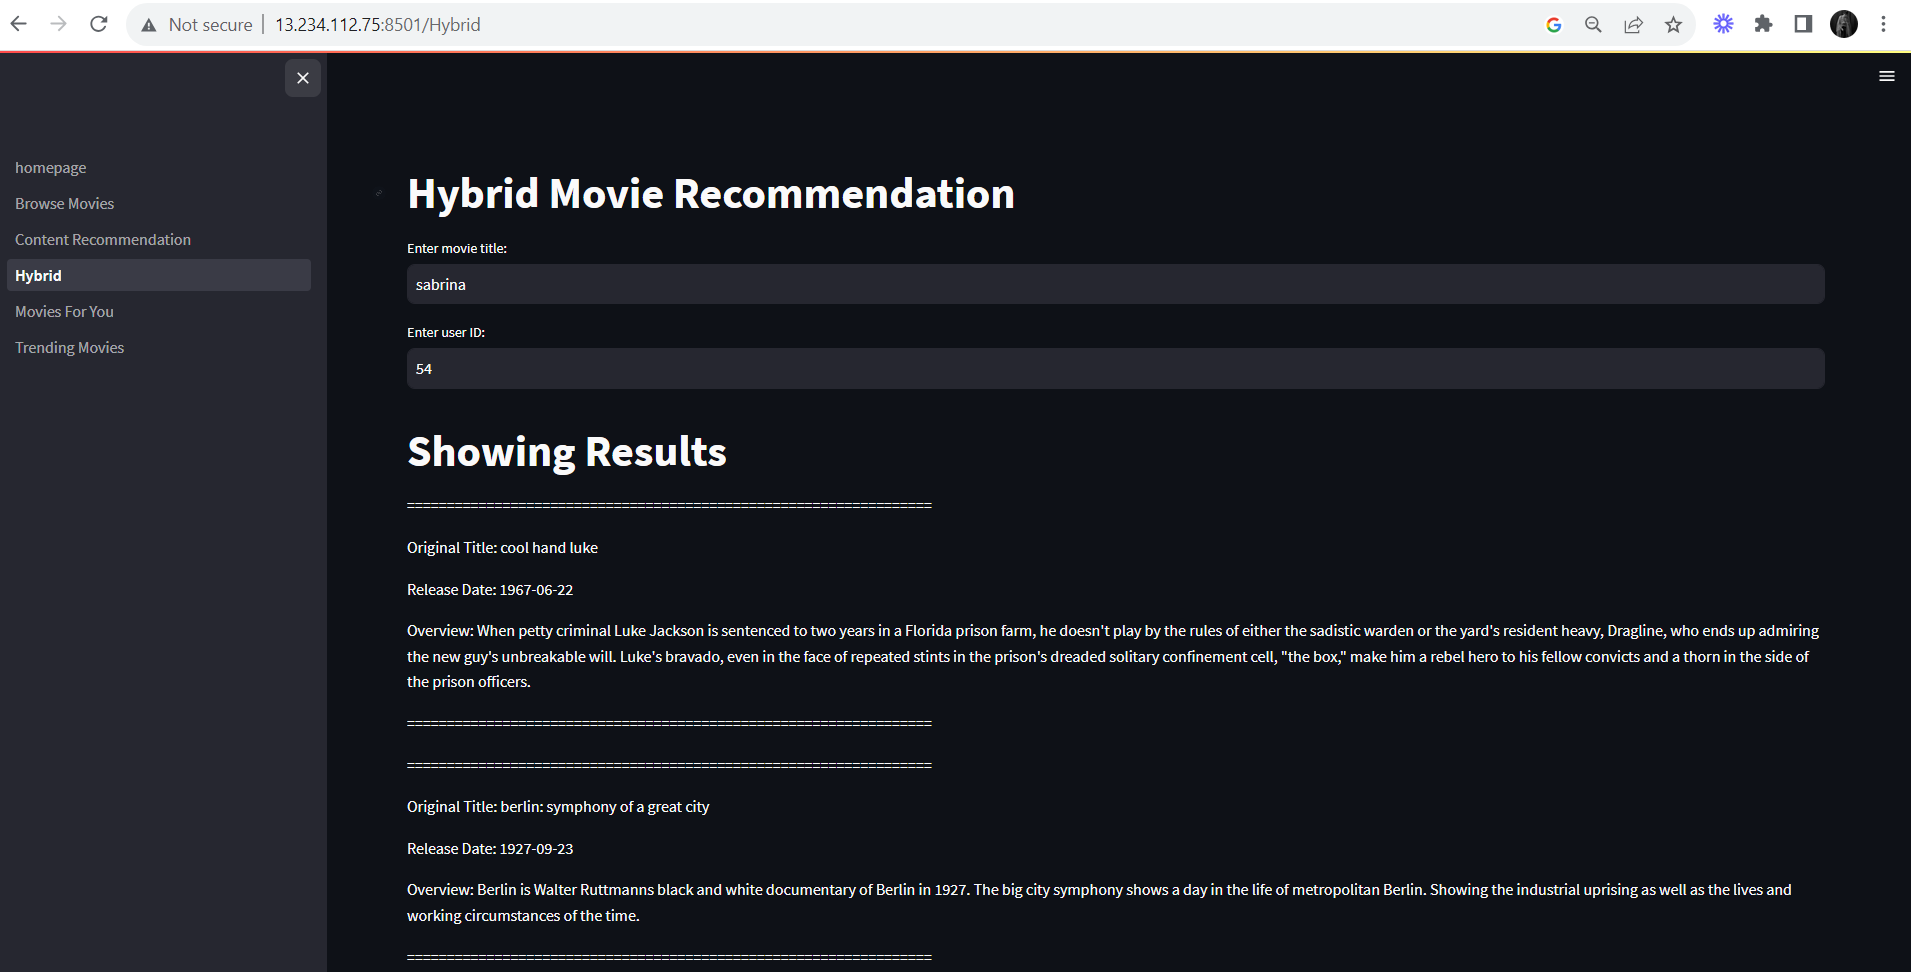 Not secure | 13.234.112.75:8501/Hybrid
homepage
Browse Movies
Content Recommendation
Hybrid
Movies For You
Trending Movies
Hybrid Movie Recommendation
Enter movie title:
sabrina
Enter user ID:
54
Showing Results
==================================================================
Original Title: cool hand luke
Release Date: 1967-06-22
Overview: When petty criminal Luke Jackson is sentenced to two years in a Florida prison farm, he doesn't play by the rules of either the sadistic warden or the yard's resident heavy, Dragline, who ends up admiring
the new guy's unbreakable will. Luke's bravado, even in the face of repeated stints in the prison's dreaded solitary confinement cell, "the box," make him a rebel hero to his fellow convicts and a thorn in the side of
the prison officers.
==================================================================
==================================================================
Original Title: berlin: symphony of a great city
Release Date: 1927-09-23
Overview: Berlin is Walter Ruttmanns black and white documentary of Berlin in 1927. The big city symphony shows a day in the life of metropolitan Berlin. Showing the industrial uprising as well as the lives and
working circumstances of the time.
==================================================================